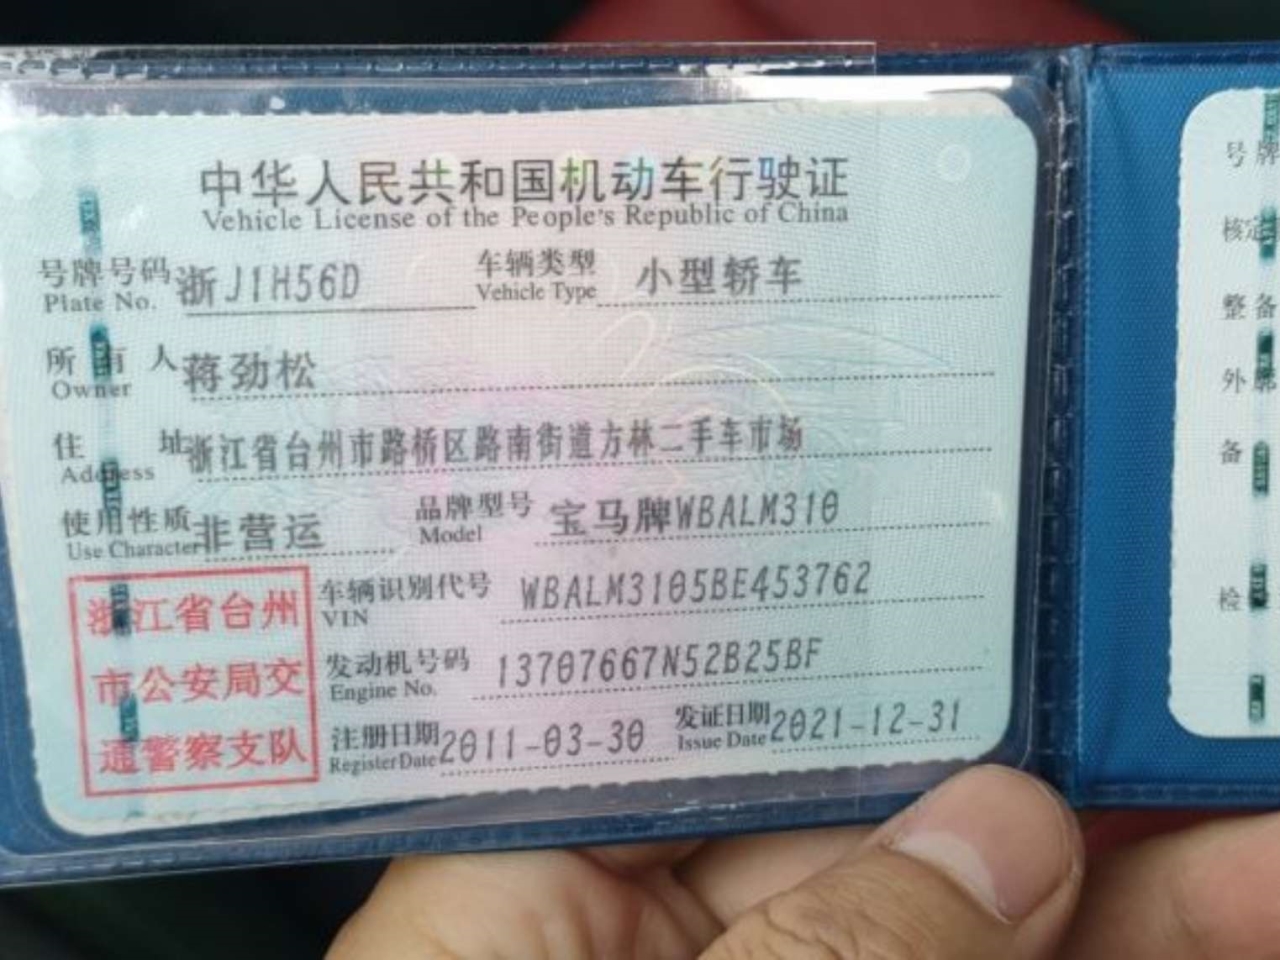 中华人民共和国机动车行驶证
Vehicle License of the People's Republic of China
号牌号码 浙J1H56D 车辆类型 小型轿车
Plate No. Vehicle Type
所有人 蒋劲松
Owner
住址 浙江省台州市路桥区路南街道方林二手车市场
Address
使用性质 非营运 品牌型号 宝马牌WBALM310
Use Character Model
车辆识别代号 WBALM3105BE453762
VIN
发动机号码 13707667N52B25BF
Engine No.
注册日期 2011-03-30 发证日期 2021-12-31
Register Date Issue Date
浙江省台州
市公安局交
通警察支队
号牌
核定
整备
外廓
备
检